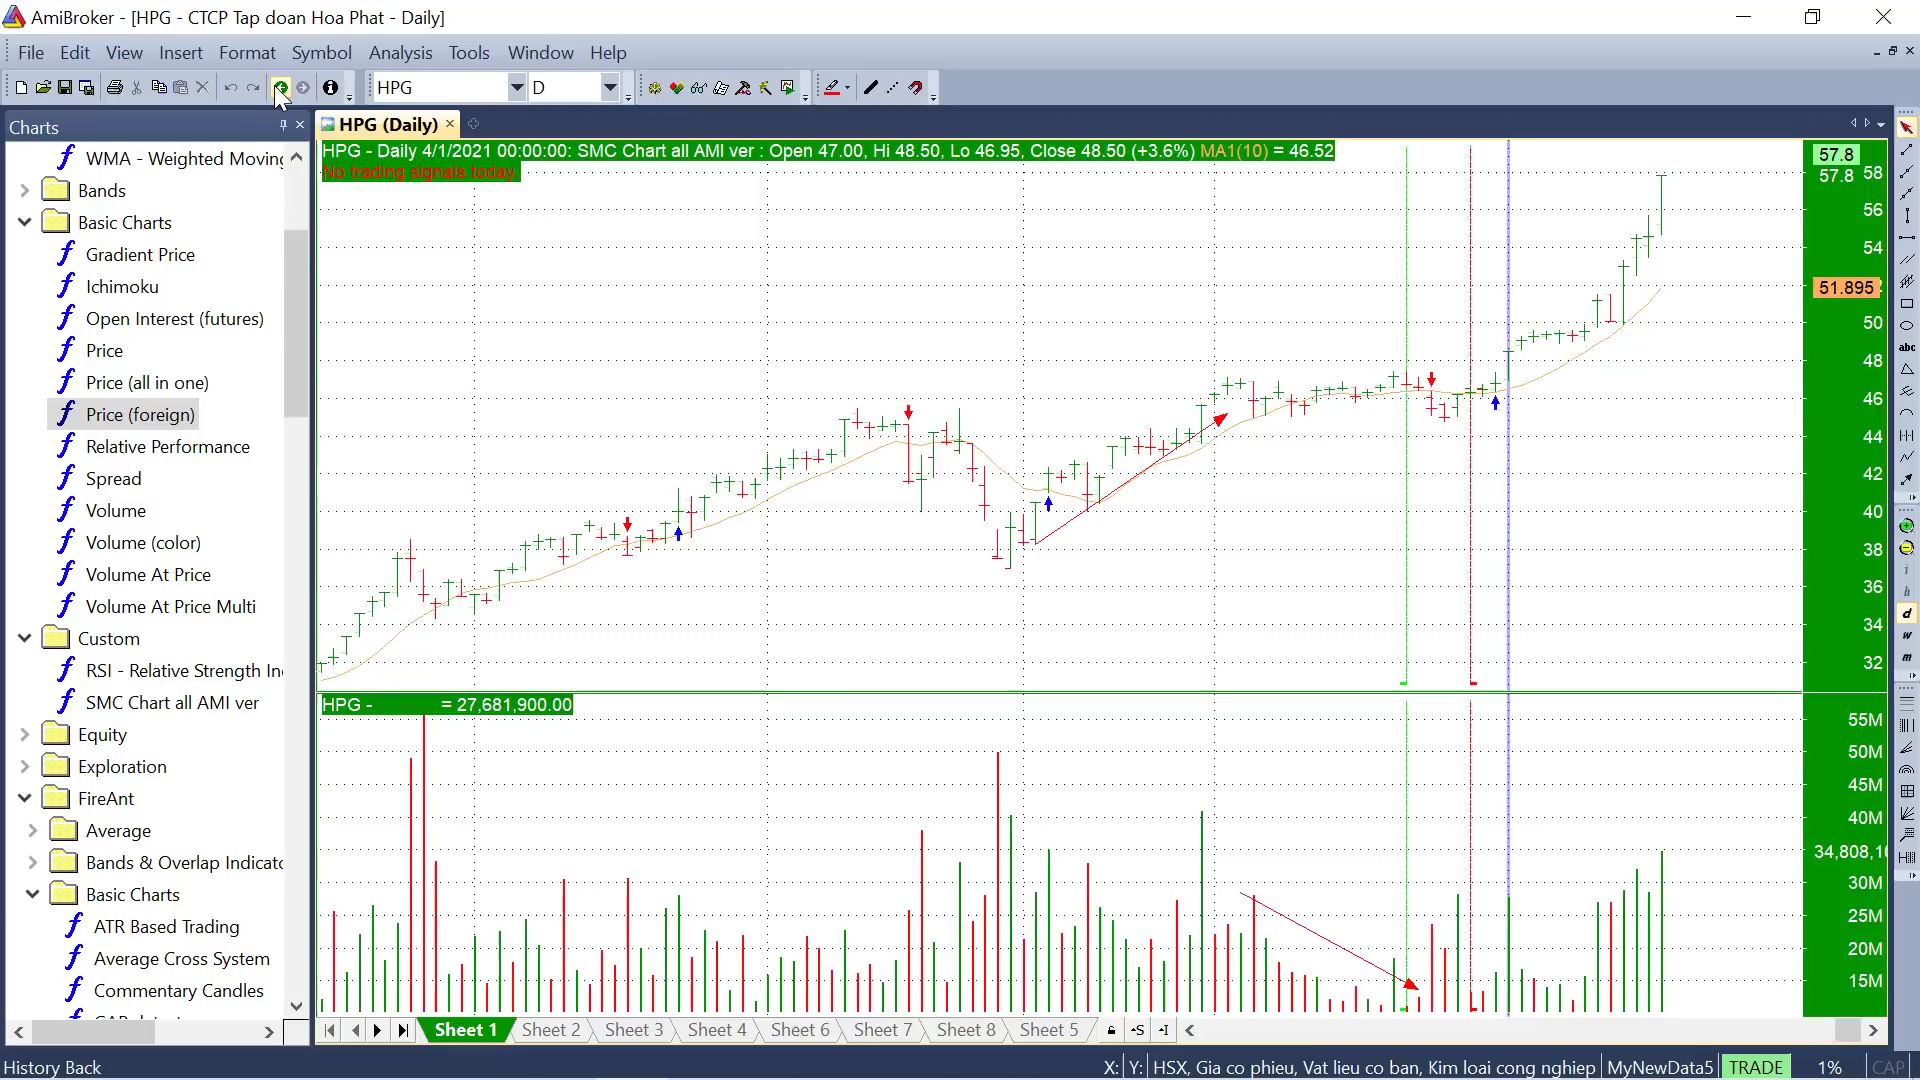 AmiBroker - [HPG - CTCP Tap doan Hoa Phat - Daily]
File Edit View Insert Format Symbol Analysis Tools Window Help
HPG D
Charts
HPG (Daily)
WMA - Weighted Moving
Bands
Basic Charts
Gradient Price
Ichimoku
Open Interest (futures)
Price
Price (all in one)
Price (foreign)
Relative Performance
Spread
Volume
Volume (color)
Volume At Price
Volume At Price Multi
Custom
RSI - Relative Strength In
SMC Chart all AMI ver
Equity
Exploration
FireAnt
Average
Bands & Overlap Indicato
Basic Charts
ATR Based Trading
Average Cross System
Commentary Candles
HPG - Daily 4/1/2021 00:00:00: SMC Chart all AMI ver : Open 47.00, Hi 48.50, Lo 46.95, Close 48.50 (+3.6%) MA1(10) = 46.52
No trading signals today.
57.8
57.8
58
56
54
51.895
50
48
46
44
42
40
38
36
34
32
HPG - = 27,681,900.00
55M
50M
45M
40M
34,808,10
30M
25M
20M
15M
abc
i
h
d
w
m
Sheet 1 Sheet 2 Sheet 3 Sheet 4 Sheet 6 Sheet 7 Sheet 8 Sheet 5
S
I
History Back
X: Y: HSX, Gia co phieu, Vat lieu co ban, Kim loai cong nghiep MyNewData5 TRADE 1% CAP